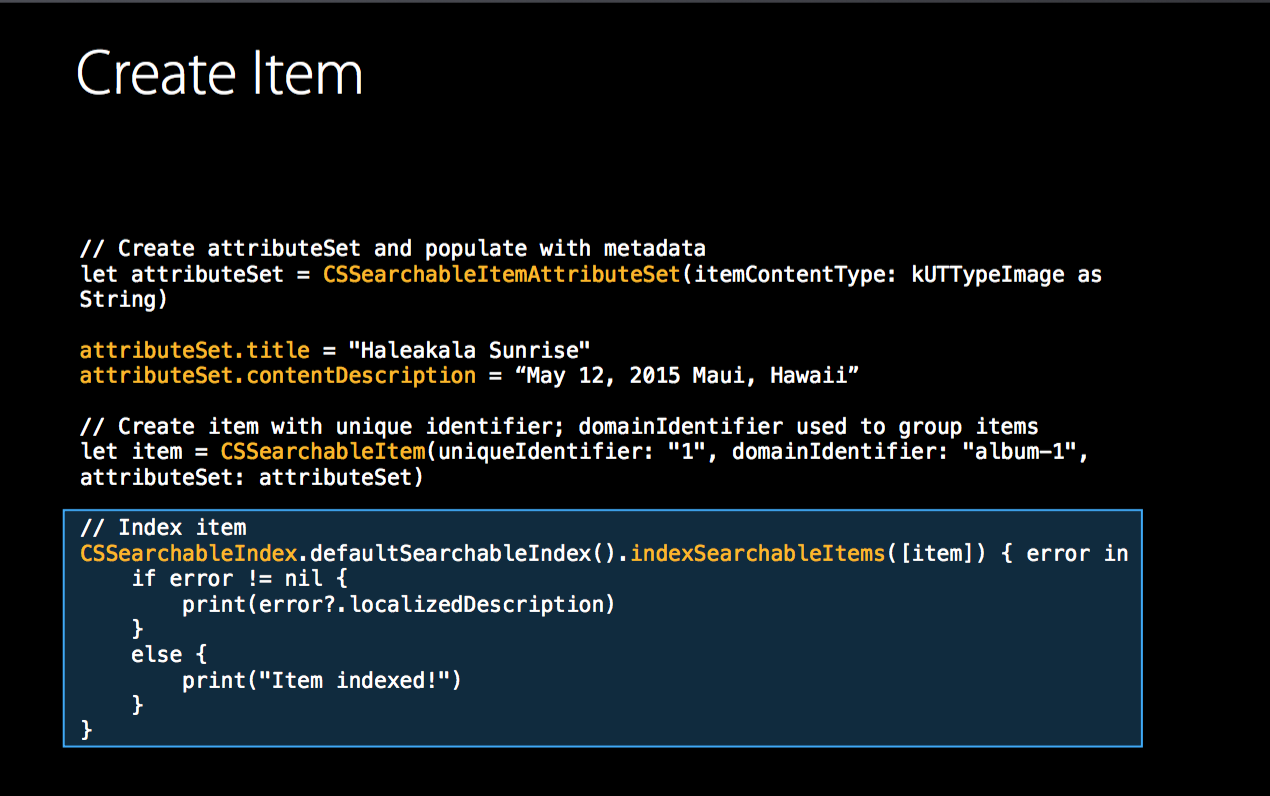 Create Item
// Create attributeSet and populate with metadata
let attributeSet = CSSearchableItemAttributeSet(itemContentType: kUTTypeImage as
String)
attributeSet.title = "Haleakala Sunrise"
attributeSet.contentDescription = “May 12, 2015 Maui, Hawaii”
// Create item with unique identifier; domainIdentifier used to group items
let item = CSSearchableItem(uniqueIdentifier: "1", domainIdentifier: "album-1",
attributeSet: attributeSet)
// Index item
CSSearchableIndex.defaultSearchableIndex().indexSearchableItems([item]) { error in
    if error != nil {
        print(error?.localizedDescription)
    }
    else {
        print("Item indexed!")
    }
}